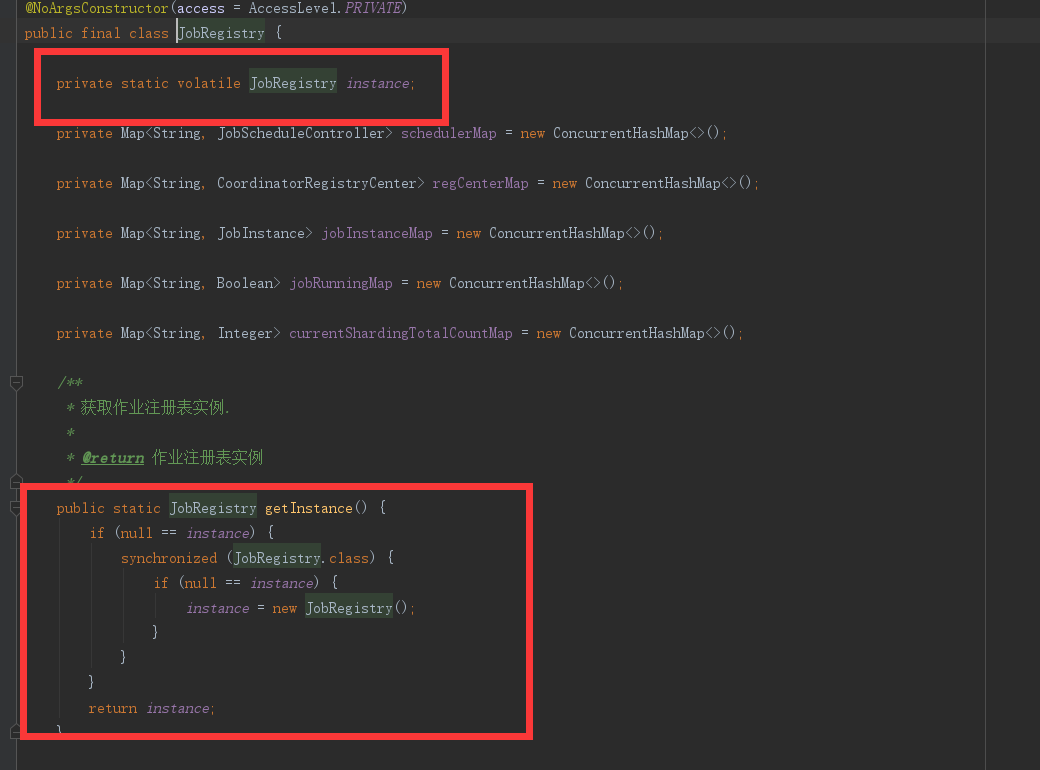 @NoArgsConstructor(access = AccessLevel.PRIVATE)
public final class JobRegistry {
private static volatile JobRegistry instance;
private Map<String, JobScheduleController> schedulerMap = new ConcurrentHashMap<>();
private Map<String, CoordinatorRegistryCenter> regCenterMap = new ConcurrentHashMap<>();
private Map<String, JobInstance> jobInstanceMap = new ConcurrentHashMap<>();
private Map<String, Boolean> jobRunningMap = new ConcurrentHashMap<>();
private Map<String, Integer> currentShardingTotalCountMap = new ConcurrentHashMap<>();
/**
* 获取作业注册表实例.
*
* @return 作业注册表实例
*/
public static JobRegistry getInstance() {
if (null == instance) {
synchronized (JobRegistry.class) {
if (null == instance) {
instance = new JobRegistry();
}
}
}
return instance;
}